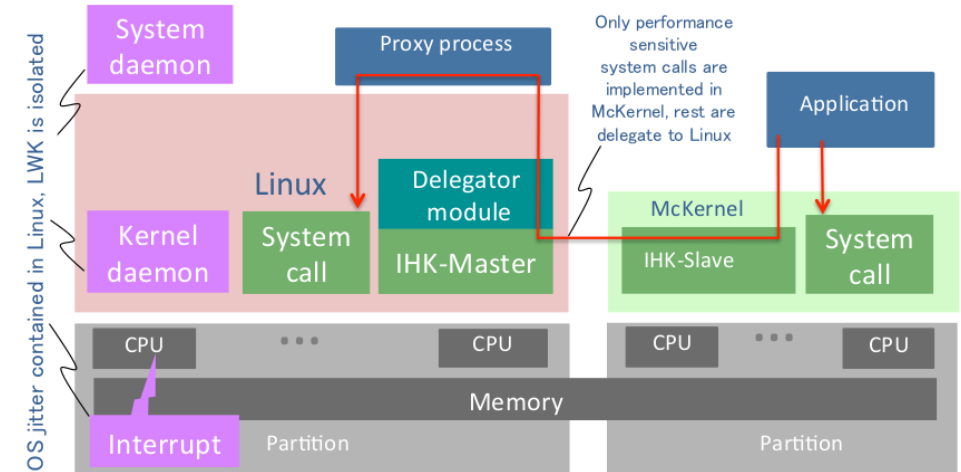 OS jitter contained in Linux, LWK is isolated
System
daemon
Proxy process
Only performance
sensitive
system calls are
implemented in
McKernel, rest are
delegate to Linux
Application
Linux
Delegator
module
Kernel
daemon
System
call
IHK-Master
McKernel
IHK-Slave
System
call
CPU
...
CPU
CPU
...
CPU
Memory
Interrupt
Partition
Partition